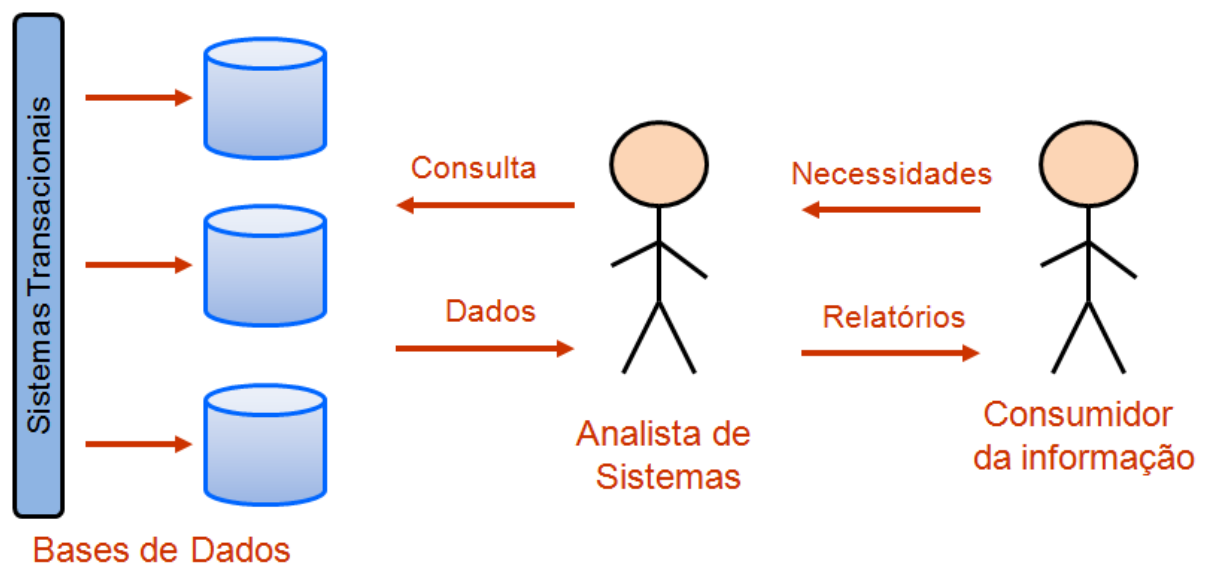 Sistemas Transacionais
Bases de Dados
Consulta
Dados
Analista de
Sistemas
Necessidades
Relatórios
Consumidor
da informação